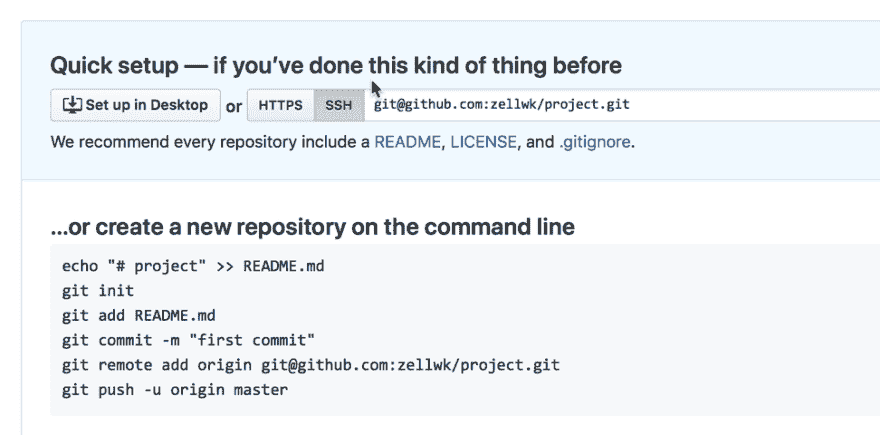 Quick setup — if you've done this kind of thing before
Set up in Desktop or HTTPS SSH git@github.com:zellwk/project.git
We recommend every repository include a README, LICENSE, and .gitignore.
...or create a new repository on the command line
echo "# project" >> README.md
git init
git add README.md
git commit -m "first commit"
git remote add origin git@github.com:zellwk/project.git
git push -u origin master